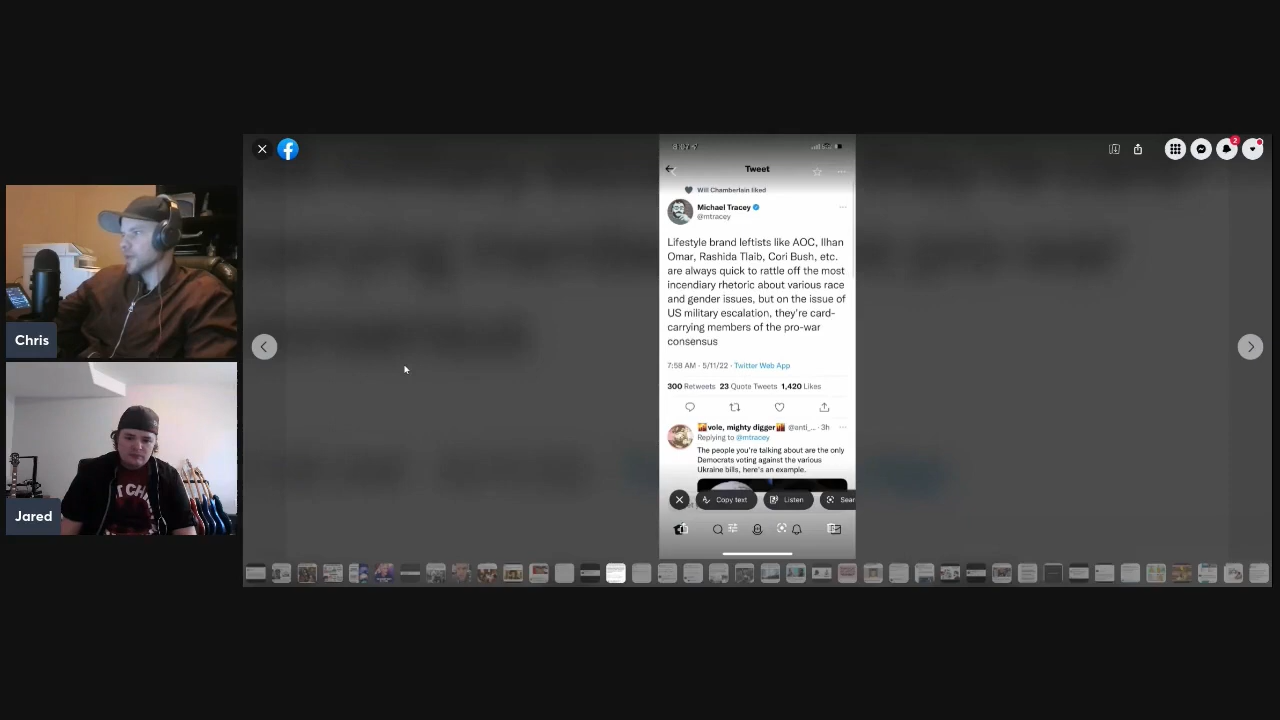 Tweet
Will Chamberlain liked
Michael Tracey
@mtracey
Lifestyle brand leftists like AOC, Ilhan
Omar, Rashida Tlaib, Cori Bush, etc.
are always quick to rattle off the most
incendiary rhetoric about various race
and gender issues, but on the issue of
US military escalation, they're card-
carrying members of the pro-war
consensus
7:58 AM · 5/11/22 · Twitter Web App
300 Retweets 23 Quote Tweets 1,420 Likes
vole, mighty digger @anti_... · 3h
Replying to @mtracey
The people you're talking about are the only
Democrats voting against the various
Ukraine bills, here's an example.
Copy text
Listen
Sear
2
Chris
Jared